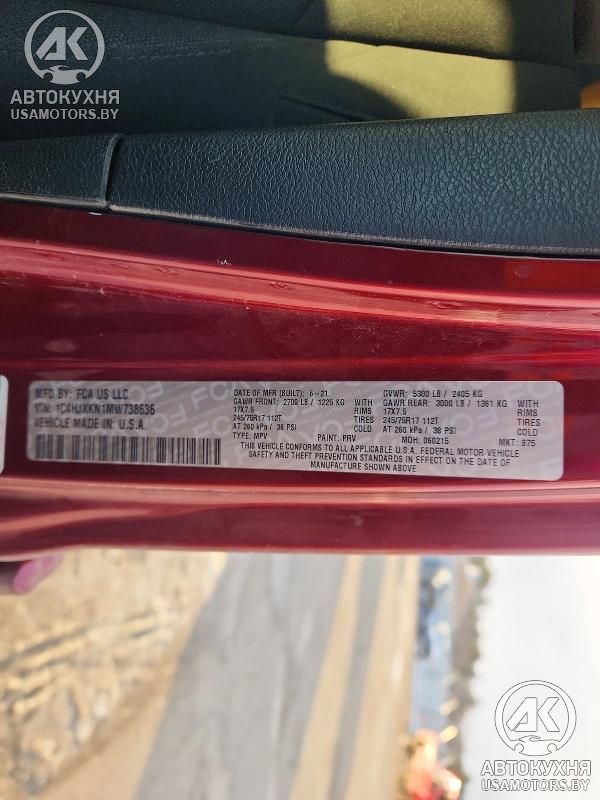 AK
АВТОКУХНЯ
USAMOTORS.BY
MFD BY: FCA US LLC
VIN: 1C4HJXKN1MW738636
VEHICLE MADE IN: U.S.A.
DATE OF MFR (BUILT): 6-21
GAWR FRONT: 2700 LB / 1225 KG
17X7.5 RIMS
245/75R17 112T TIRES
AT 260 kPa / 38 PSI COLD
TYPE: MPV PAINT: PRV
GVWR: 5300 LB / 2405 KG
GAWR REAR: 3000 LB / 1361 KG
17X7.5 RIMS
245/75R17 112T TIRES
AT 260 kPa / 38 PSI COLD
MDH: 060215 MKT: 875
THIS VEHICLE CONFORMS TO ALL APPLICABLE U.S.A. FEDERAL MOTOR VEHICLE
SAFETY AND THEFT PREVENTION STANDARDS IN EFFECT ON THE DATE OF
MANUFACTURE SHOWN ABOVE.
AK
АВТОКУХНЯ
USAMOTORS.BY